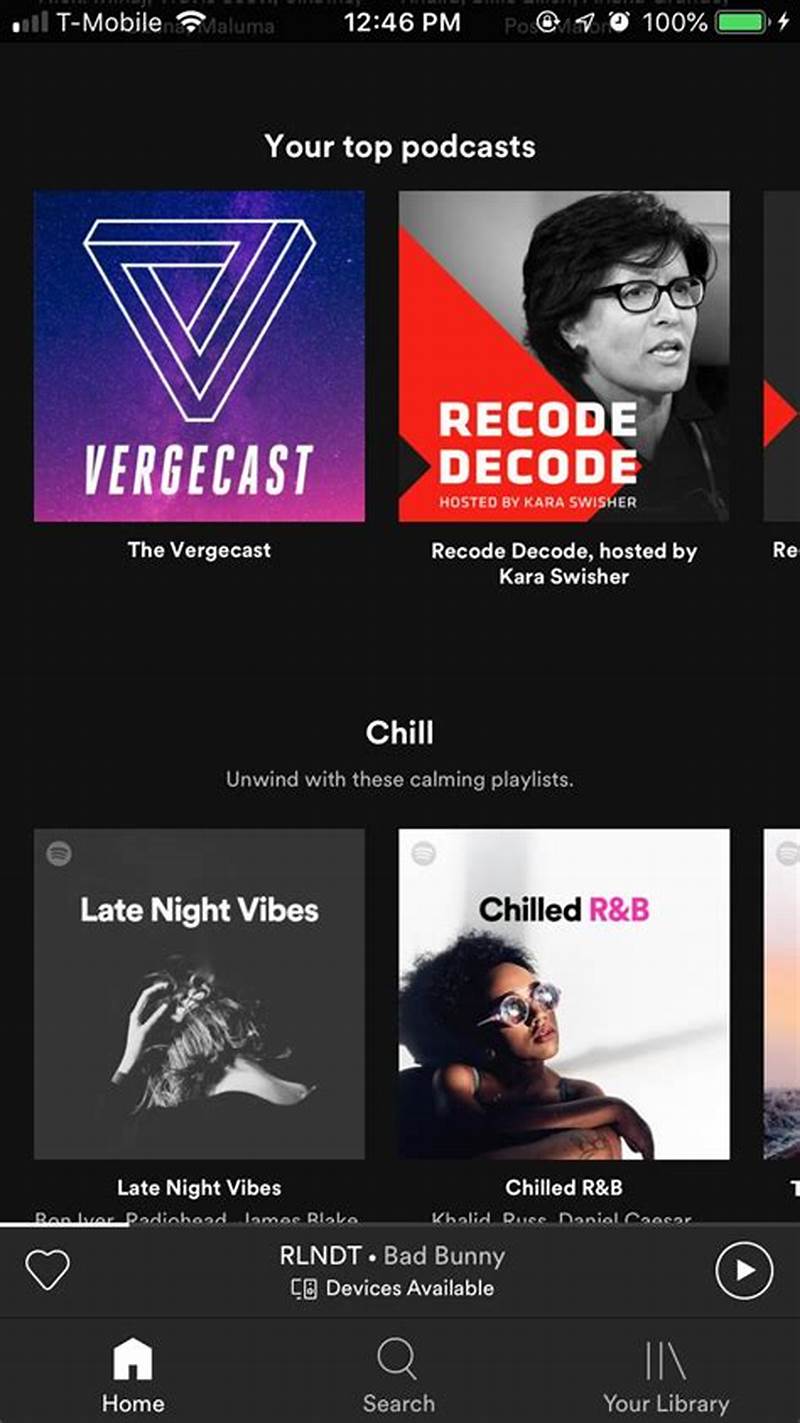 T-Mobile 12:46 PM 100%
Maluma
Your top podcasts
VERGECAST
RECODE
DECODE
HOSTED BY KARA SWISHER
The Vergecast
Recode Decode, hosted by
Kara Swisher
Re
Chill
Unwind with these calming playlists.
Late Night Vibes
Chilled R&B
Late Night Vibes
Chilled R&B
T
Bon Iver, Radiohead, James Blake
Khalid, Russ, Daniel Caesar
RLNDT • Bad Bunny
Devices Available
Home
Search
Your Library